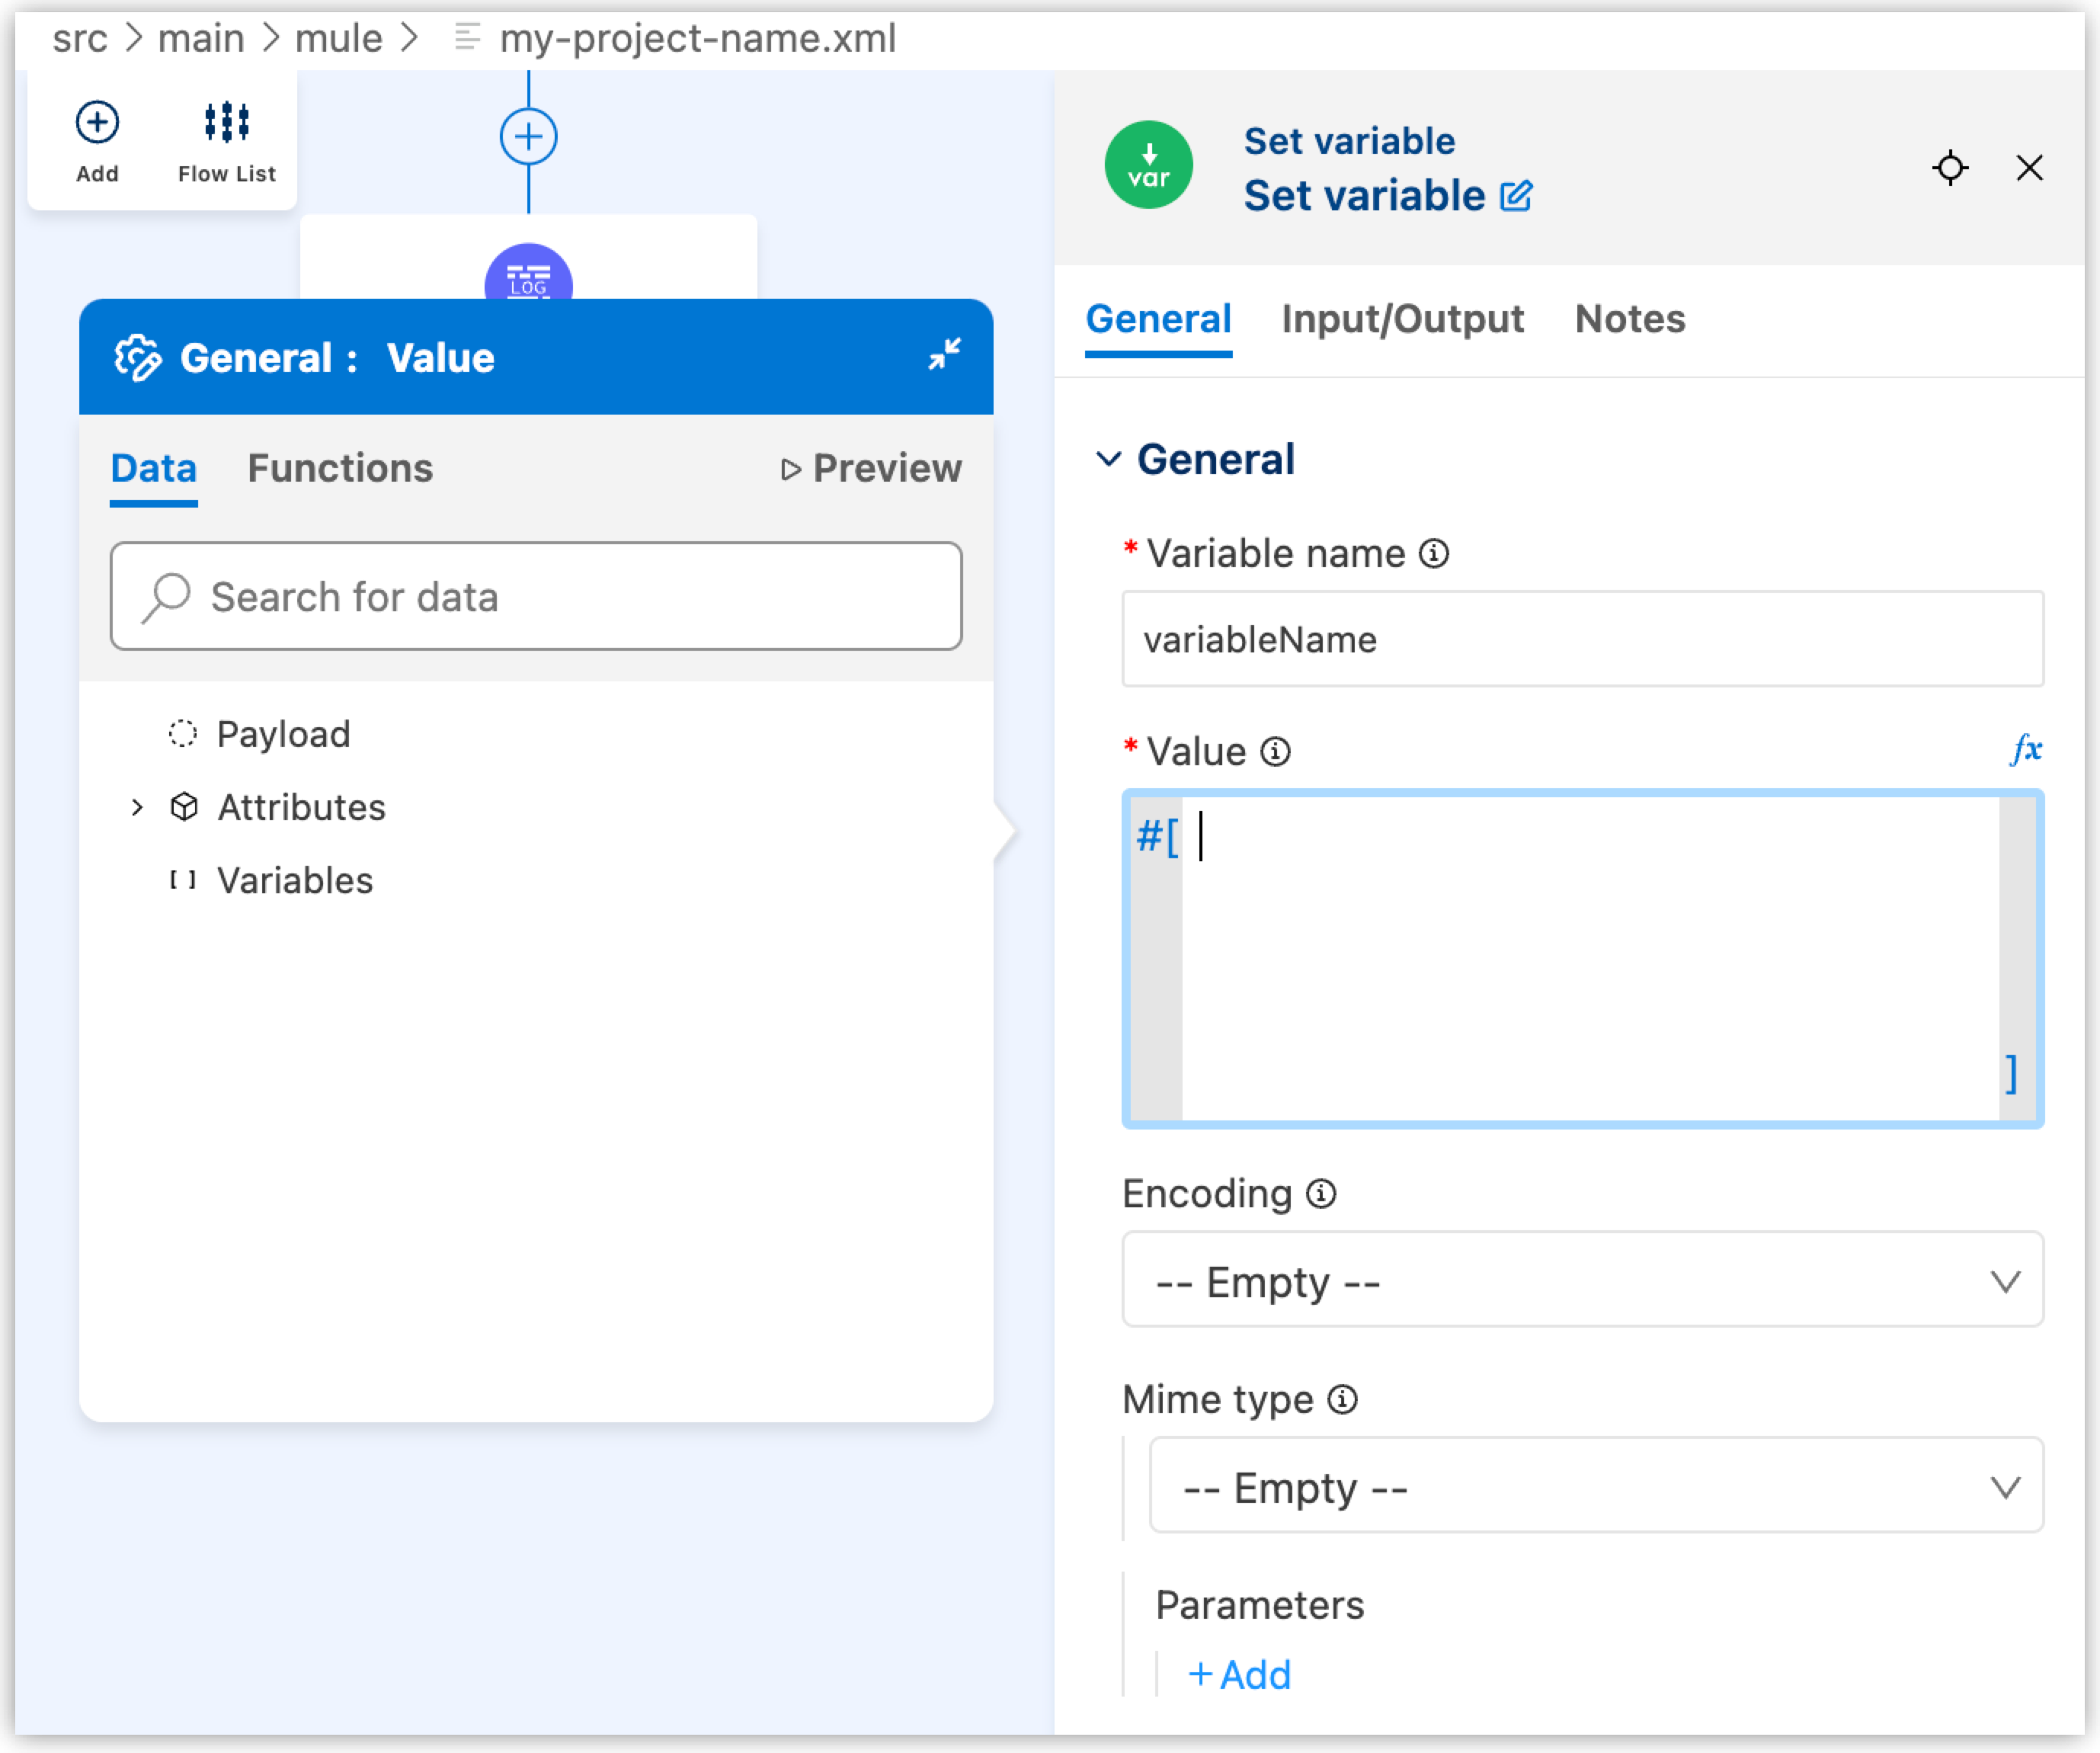 src > main > mule > my-project-name.xml
Add
Flow List
LOG
General : Value
Data Functions Preview
Search for data
Payload
Attributes
[ ] Variables
var
Set variable
Set variable
General Input/Output Notes
General
* Variable name
variableName
* Value fx
#[
]
Encoding
-- Empty --
Mime type
-- Empty --
Parameters
+ Add